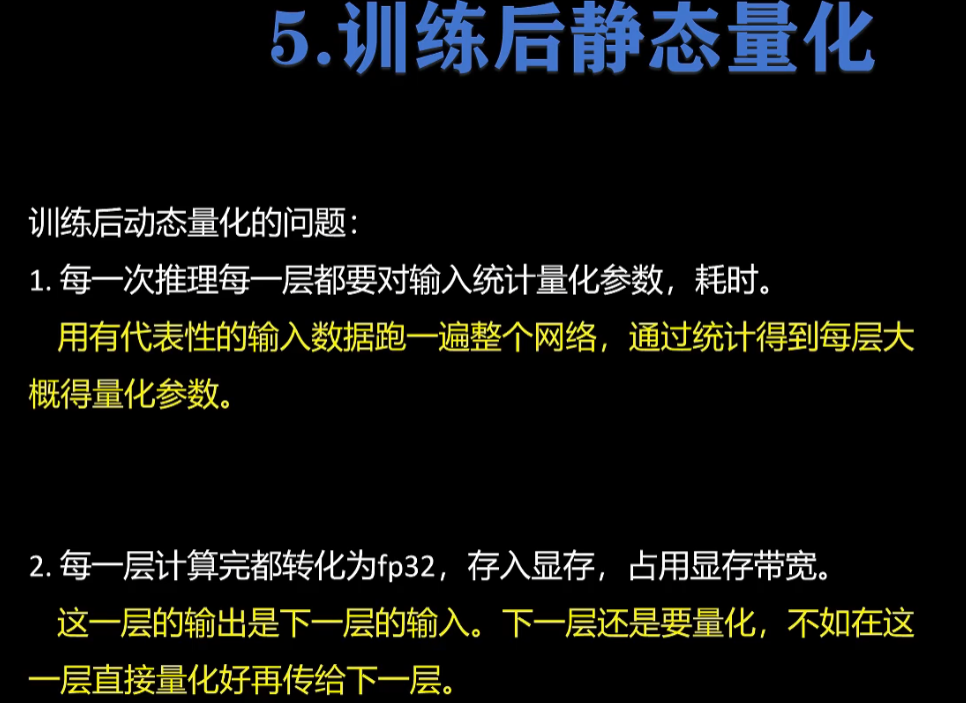 5.训练后静态量化
训练后动态量化的问题：
1. 每一次推理每一层都要对输入统计量化参数，耗时。
用有代表性的输入数据跑一遍整个网络，通过统计得到每层大
概得量化参数。
2. 每一层计算完都转化为fp32，存入显存，占用显存带宽。
这一层的输出是下一层的输入。下一层还是要量化，不如在这
一层直接量化好再传给下一层。